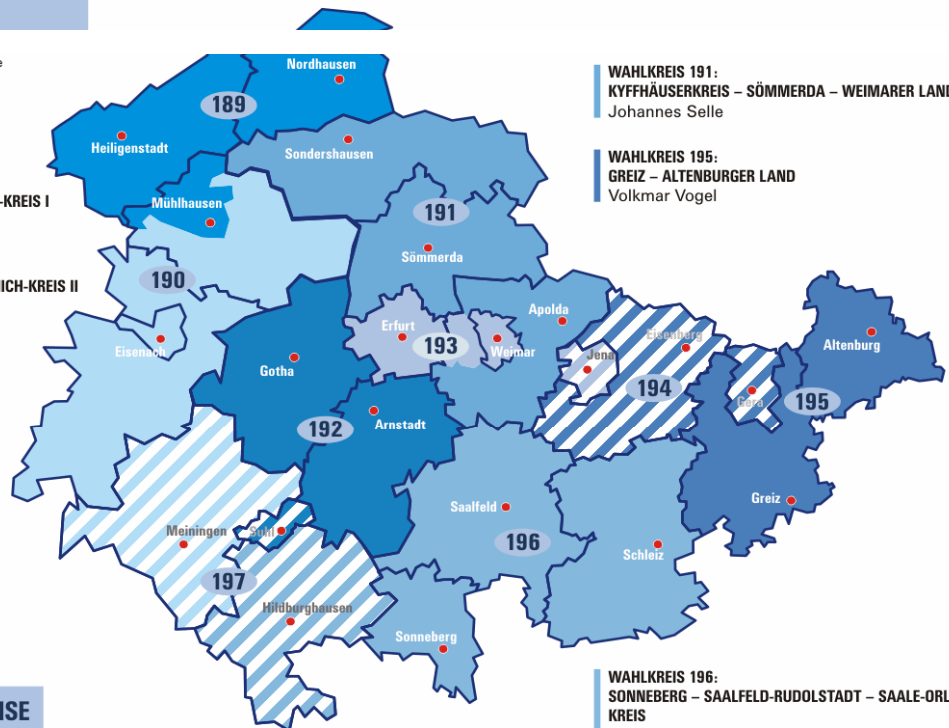 e
-KREIS I
NICH-KREIS II
ISE
WAHLKREIS 191:
KYFFHÄUSERKREIS – SÖMMERDA – WEIMARER LAND
Johannes Selle
WAHLKREIS 195:
GREIZ – ALTENBURGER LAND
Volkmar Vogel
Nordhausen
189
Heiligenstadt
Sondershausen
Mühlhausen
191
Sömmerda
190
Apolda
Erfurt
193
Eisenberg
Eisenach
Weimar
Jena
Altenburg
Gotha
194
Gera
195
192
Arnstadt
Greiz
Saalfeld
Meiningen
Suhl
196
Schleiz
197
Hildburghausen
Sonneberg
WAHLKREIS 196:
SONNEBERG – SAALFELD-RUDOLSTADT – SAALE-ORL
KREIS